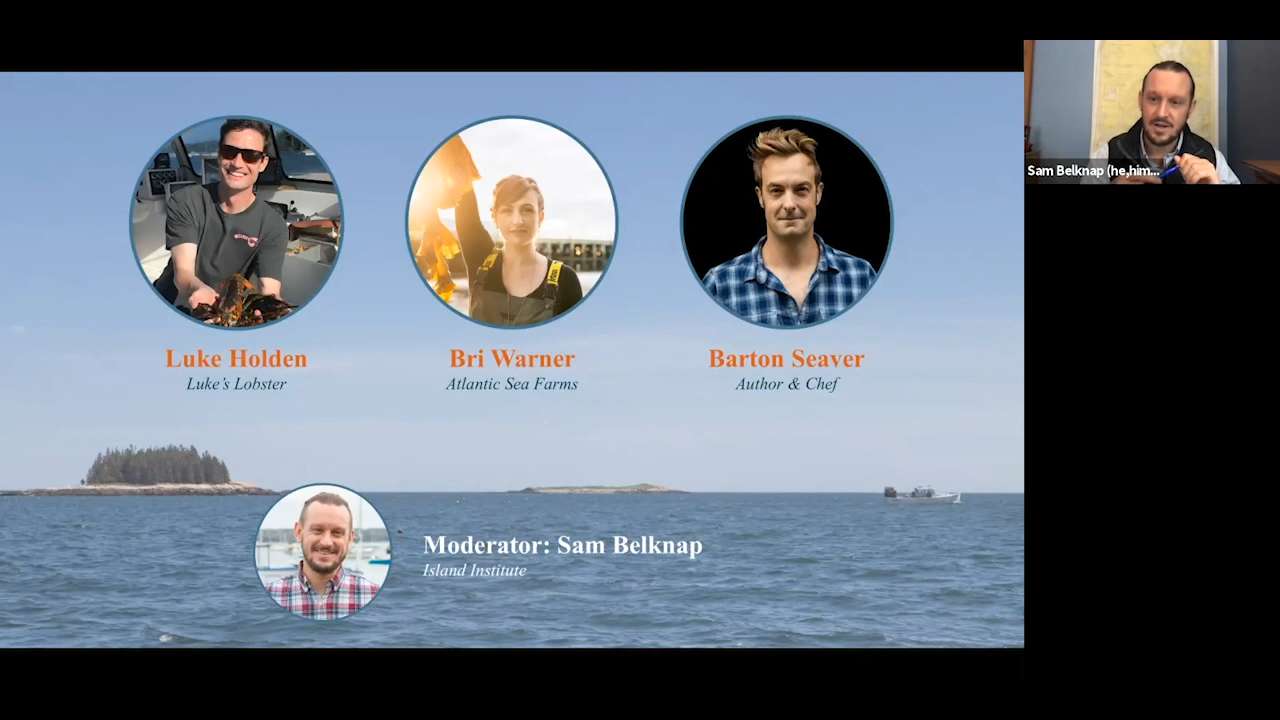 Luke Holden
Luke's Lobster
Bri Warner
Atlantic Sea Farms
Barton Seaver
Author & Chef
Moderator: Sam Belknap
Island Institute
Sam Belknap (he,him...